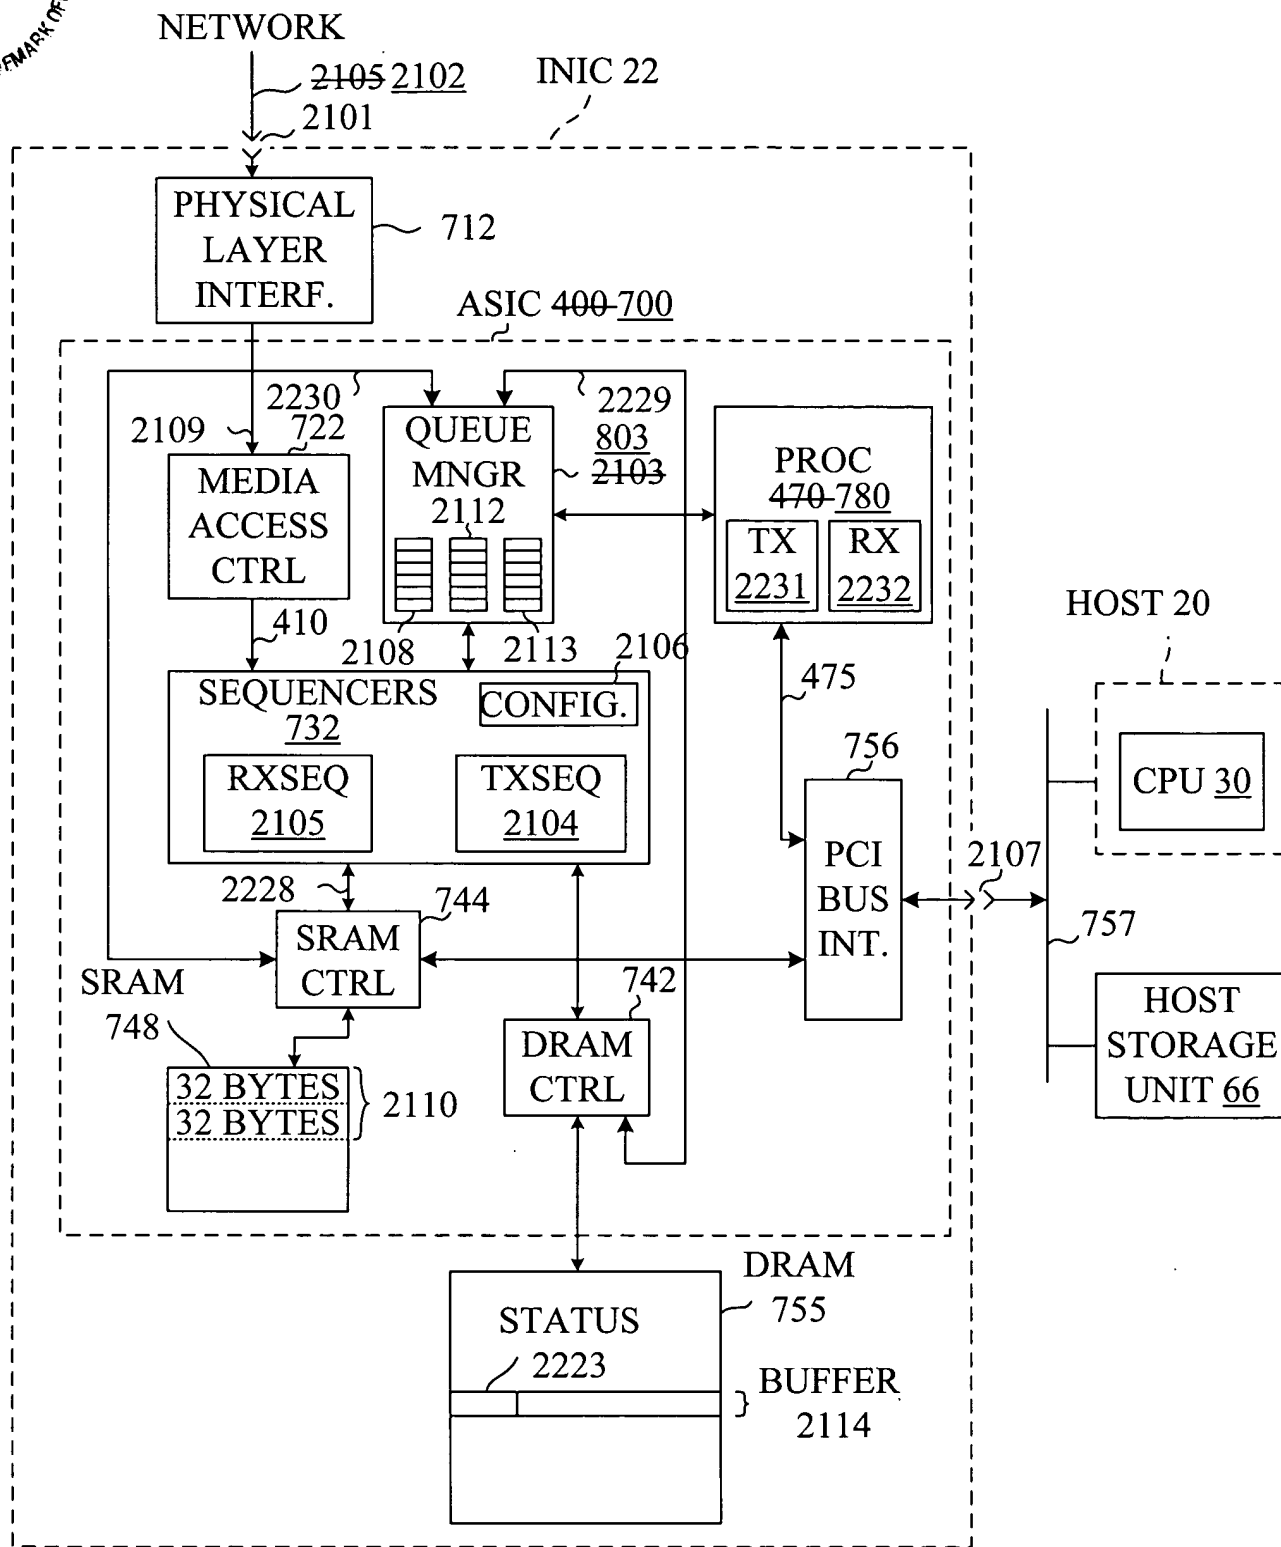 NETWORK
2105 2102
2101
INIC 22
PHYSICAL
LAYER
INTERF.
712
ASIC 400 700
2230
2229
2109
722
QUEUE
MNGR
803
2103
2112
MEDIA
ACCESS
CTRL
PROC
470 780
TX
2231
RX
2232
HOST 20
410
2108
2113
2106
SEQUENCERS
732
CONFIG.
475
RXSEQ
2105
TXSEQ
2104
756
CPU 30
PCI
BUS
INT.
2107
2228
744
757
SRAM
CTRL
SRAM
748
742
HOST
STORAGE
UNIT 66
DRAM
CTRL
32 BYTES
32 BYTES
2110
DRAM
755
STATUS
2223
BUFFER
2114